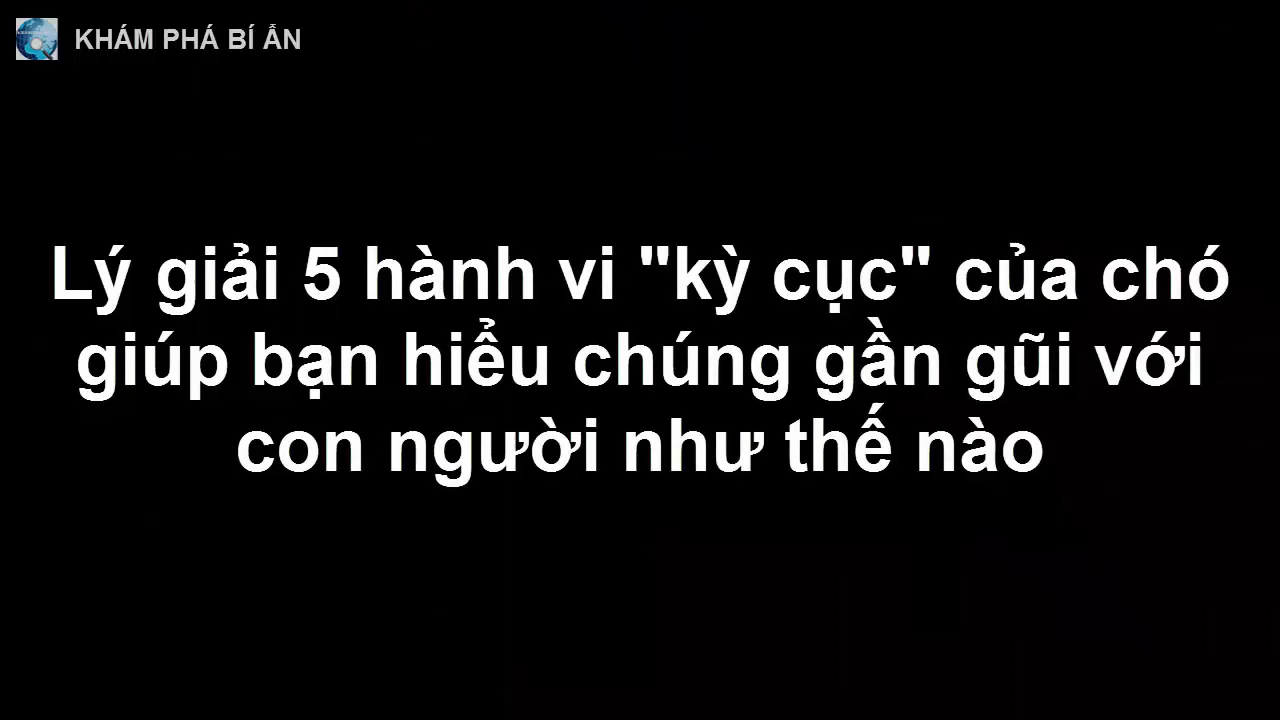 KHÁM PHÁ BÍ ẨN
Lý giải 5 hành vi "kỳ cục" của chó
giúp bạn hiểu chúng gần gũi với
con người như thế nào